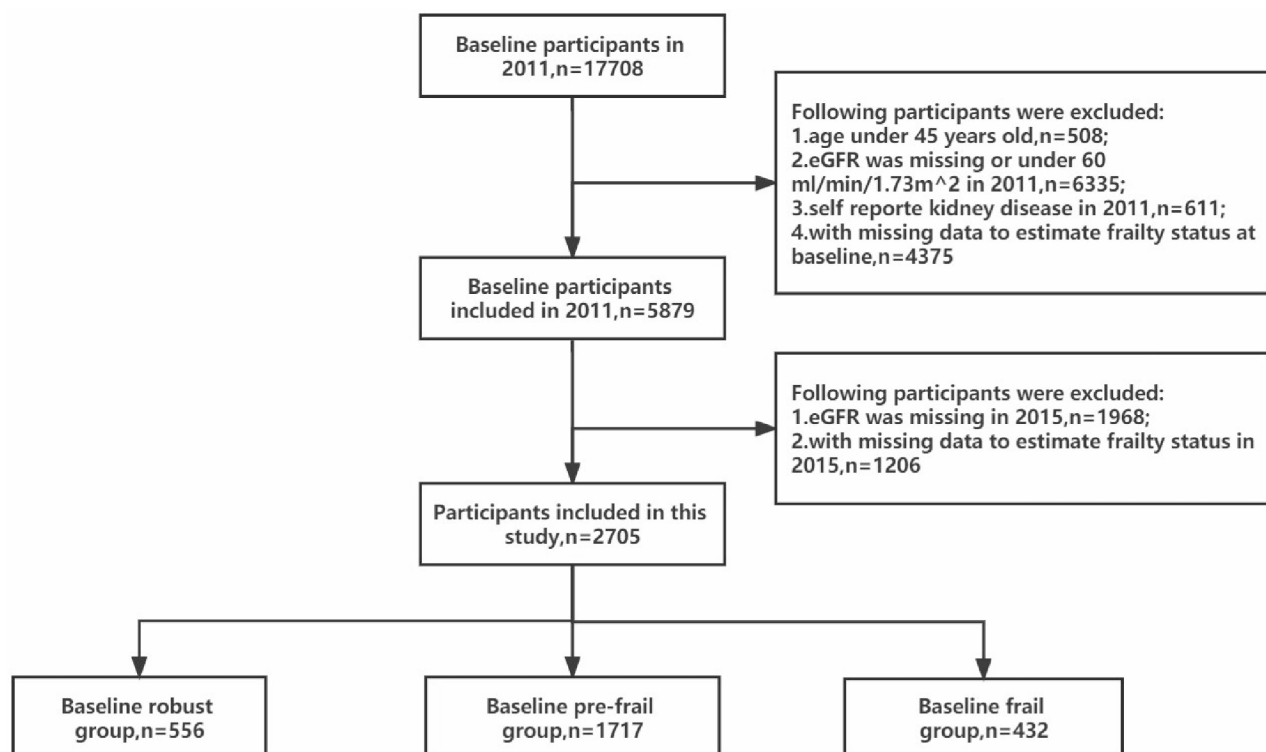 Baseline participants in
2011,n=17708
Following participants were excluded:
1.age under 45 years old,n=508;
2.eGFR was missing or under 60
ml/min/1.73m^2 in 2011,n=6335;
3.self reporte kidney disease in 2011,n=611;
4.with missing data to estimate frailty status at
baseline,n=4375
Baseline participants
included in 2011,n=5879
Following participants were excluded:
1.eGFR was missing in 2015,n=1968;
2.with missing data to estimate frailty status in
2015,n=1206
Participants included in this
study,n=2705
Baseline robust
group,n=556
Baseline pre-frail
group,n=1717
Baseline frail
group,n=432